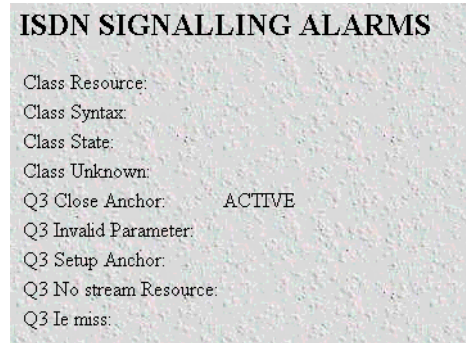 ISDN SIGNALLING ALARMS
Class Resource:
Class Syntax:
Class State:
Class Unknown:
Q3 Close Anchor: ACTIVE
Q3 Invalid Parameter:
Q3 Setup Anchor:
Q3 No stream Resource:
Q3 Ie miss: